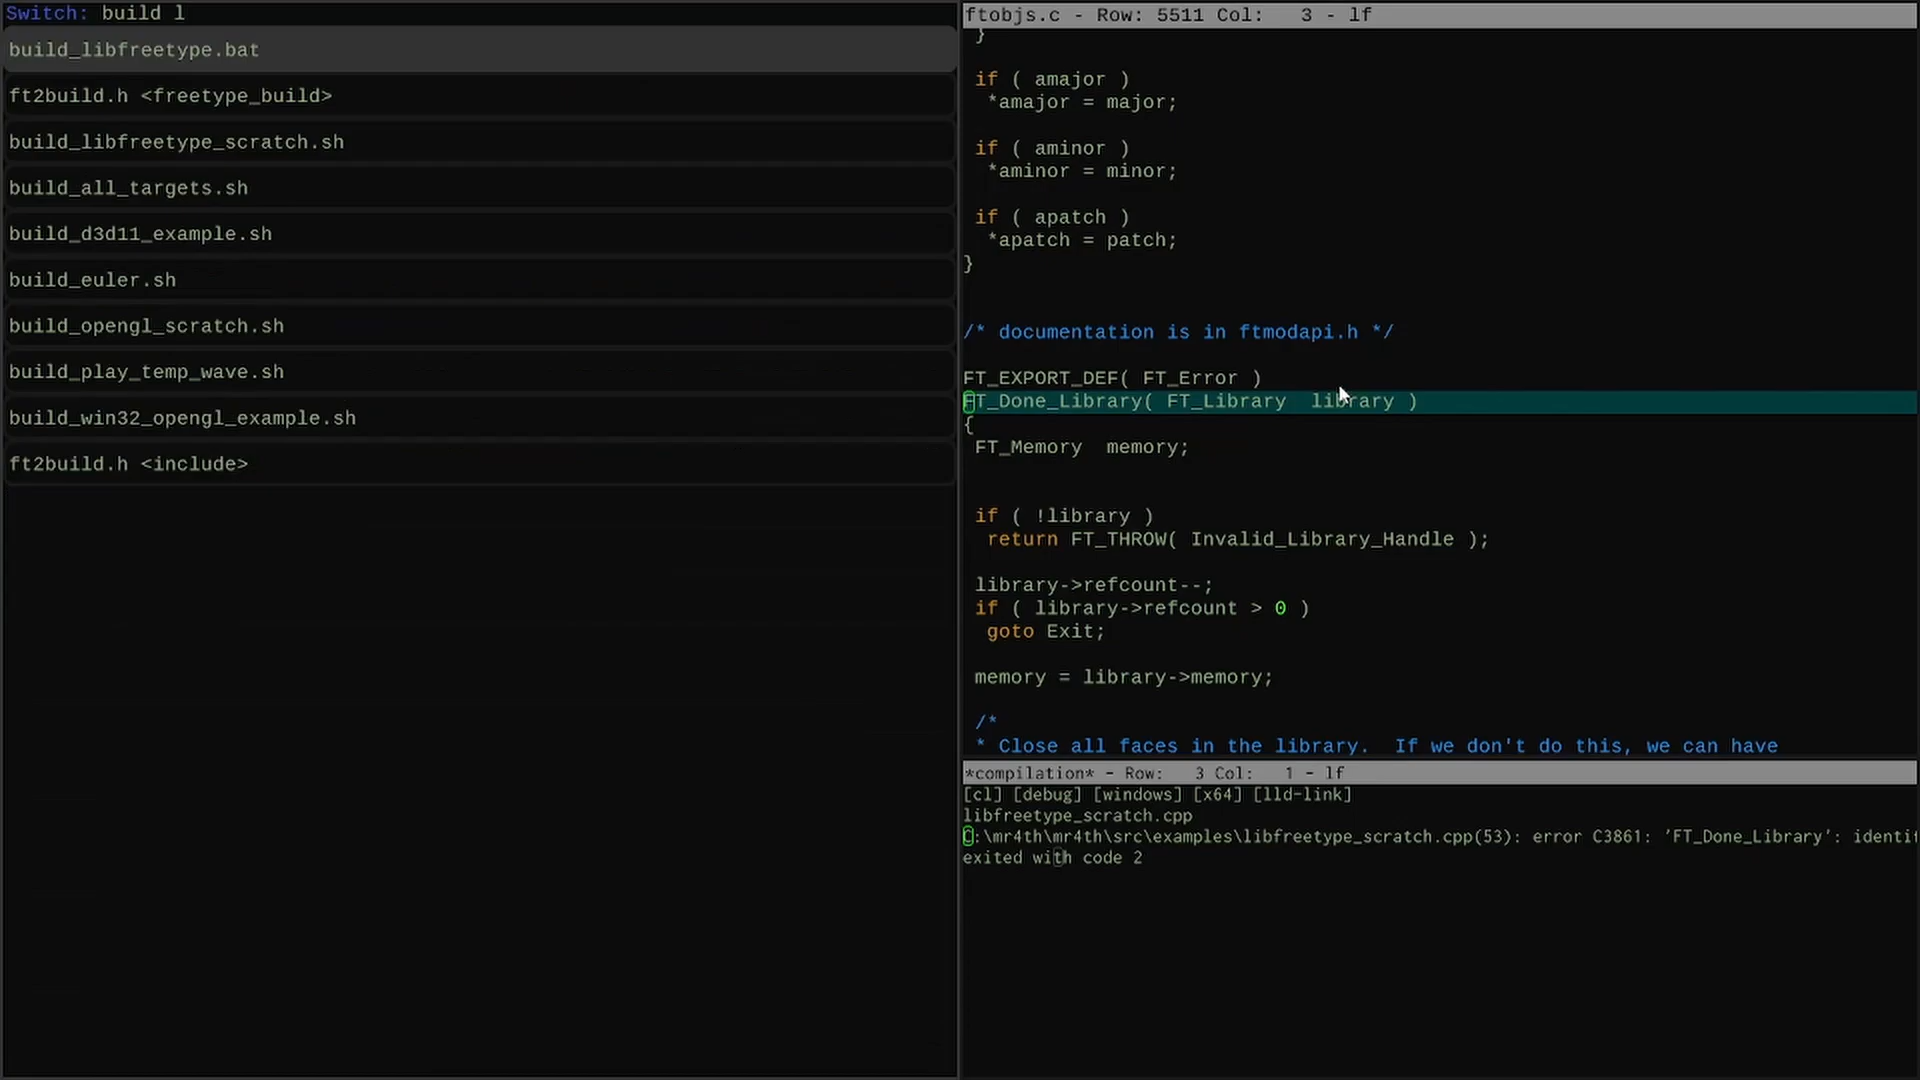 Switch: build l
build_libfreetype.bat
ft2build.h <freetype_build>
build_libfreetype_scratch.sh
build_all_targets.sh
build_d3d11_example.sh
build_euler.sh
build_opengl_scratch.sh
build_play_temp_wave.sh
build_win32_opengl_example.sh
ft2build.h <include>
ftobjs.c - Row: 5511 Col:   3 - lf
}
if ( amajor )
*amajor = major;
if ( aminor )
*aminor = minor;
if ( apatch )
*apatch = patch;
}
/* documentation is in ftmodapi.h */
FT_EXPORT_DEF( FT_Error )
FT_Done_Library( FT_Library  library )
{
FT_Memory  memory;
if ( !library )
return FT_THROW( Invalid_Library_Handle );
library->refcount--;
if ( library->refcount > 0 )
goto Exit;
memory = library->memory;
/*
* Close all faces in the library.  If we don't do this, we can have
*compilation* - Row:   3 Col:   1 - lf
[cl] [debug] [windows] [x64] [lld-link]
libfreetype_scratch.cpp
C:\mr4th\mr4th\src\examples\libfreetype_scratch.cpp(53): error C3861: 'FT_Done_Library': identif
exited with code 2